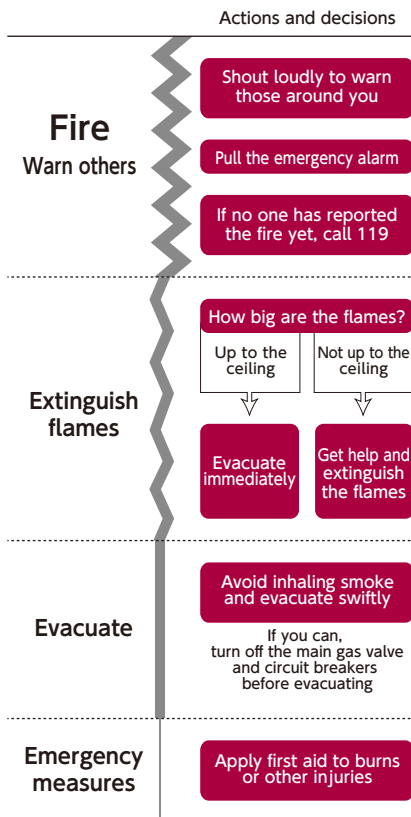 Actions and decisions
Fire
Warn others
Shout loudly to warn
those around you
Pull the emergency alarm
If no one has reported
the fire yet, call 119
Extinguish
flames
How big are the flames?
Up to the
ceiling
Not up to the
ceiling
Evacuate
immediately
Get help and
extinguish
the flames
Evacuate
Avoid inhaling smoke
and evacuate swiftly
If you can,
turn off the main gas valve
and circuit breakers
before evacuating
Emergency
measures
Apply first aid to burns
or other injuries